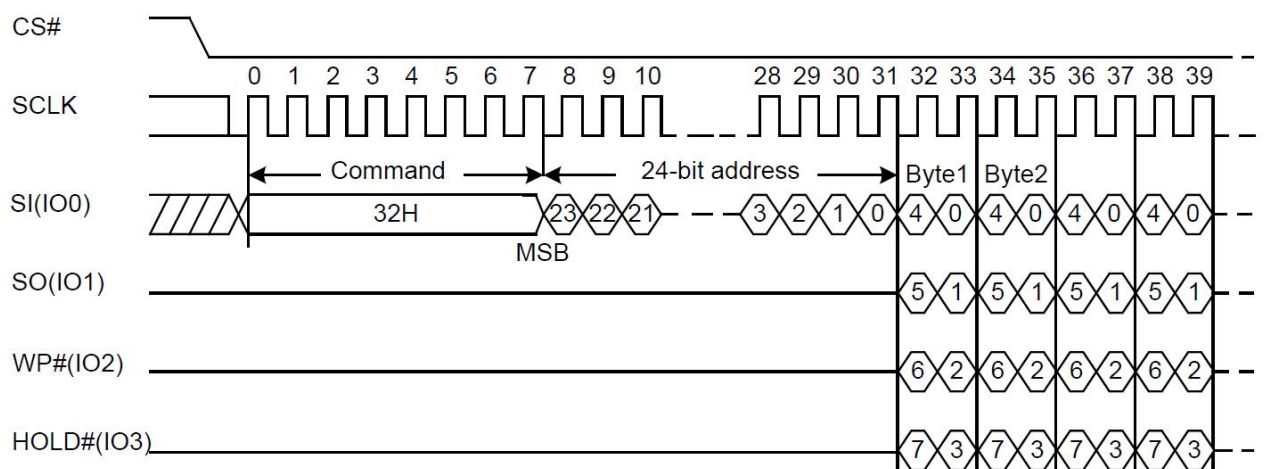 CS#
0 1 2 3 4 5 6 7 8 9 10 28 29 30 31 32 33 34 35 36 37 38 39
SCLK
Command 24-bit address Byte1 Byte2
SI(IO0) 32H 23 22 21 3 2 1 0 4 0 4 0 4 0 4 0
MSB
SO(IO1) 5 1 5 1 5 1 5 1
WP#(IO2) 6 2 6 2 6 2 6 2
HOLD#(IO3) 7 3 7 3 7 3 7 3